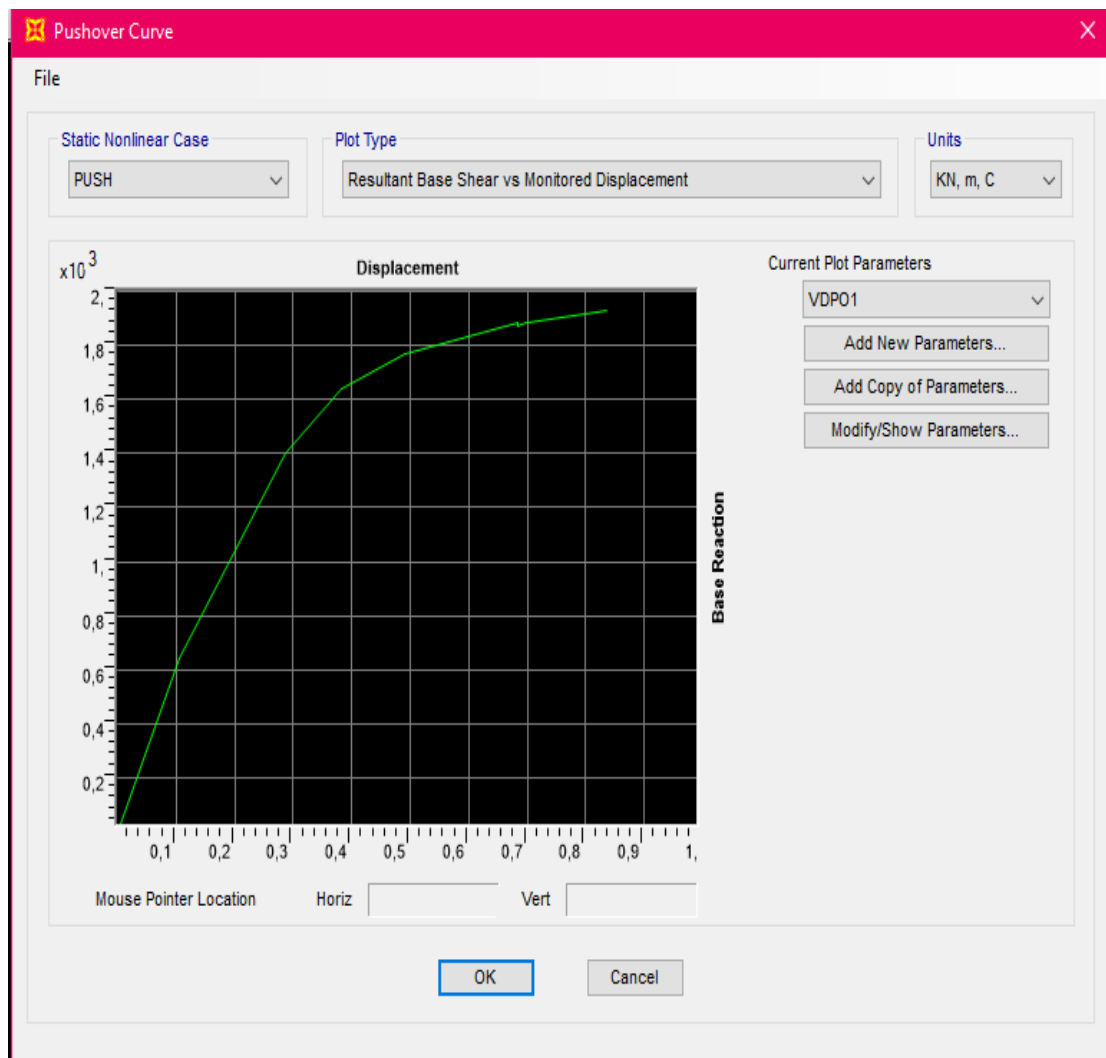 Pushover Curve
File
Static Nonlinear Case
Plot Type
Units
PUSH
Resultant Base Shear vs Monitored Displacement
KN, m, C
x10 3
Displacement
2,
1,8
1,6
1,4
1,2
1,
0,8
0,6
0,4
0,2
0,1 0,2 0,3 0,4 0,5 0,6 0,7 0,8 0,9 1,
Base Reaction
Current Plot Parameters
VDPO1
Add New Parameters...
Add Copy of Parameters...
Modify/Show Parameters...
Mouse Pointer Location Horiz Vert
OK Cancel